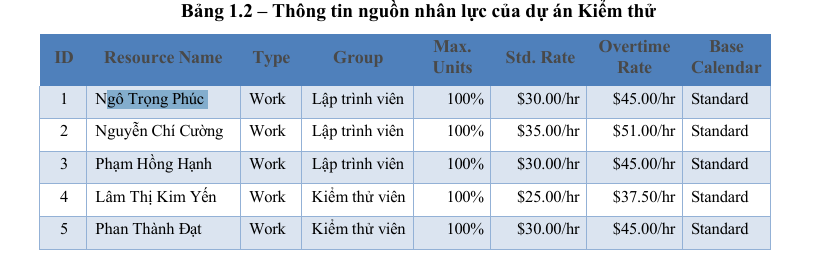 Bảng 1.2 – Thông tin nguồn nhân lực của dự án Kiểm thử
ID Resource Name Type Group Max. Units Std. Rate Overtime Rate Base Calendar
1 Ngô Trọng Phúc Work Lập trình viên 100% $30.00/hr $45.00/hr Standard
2 Nguyễn Chí Cường Work Lập trình viên 100% $35.00/hr $51.00/hr Standard
3 Phạm Hồng Hạnh Work Lập trình viên 100% $30.00/hr $45.00/hr Standard
4 Lâm Thị Kim Yến Work Kiểm thử viên 100% $25.00/hr $37.50/hr Standard
5 Phan Thành Đạt Work Kiểm thử viên 100% $30.00/hr $45.00/hr Standard